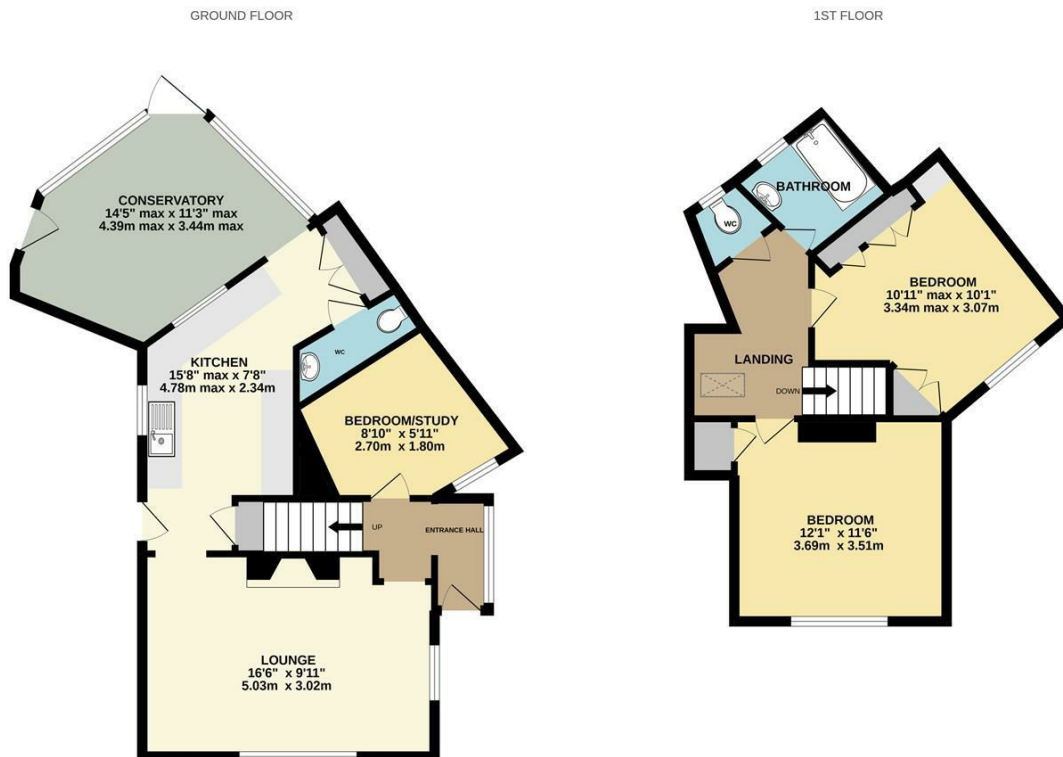 GROUND FLOOR
CONSERVATORY
14'5" max x 11'3" max
4.39m max x 3.44m max
KITCHEN
15'8" max x 7'8"
4.78m max x 2.34m
WC
BEDROOM/STUDY
8'10" x 5'11"
2.70m x 1.80m
UP
ENTRANCE HALL
LOUNGE
16'6" x 9'11"
5.03m x 3.02m
1ST FLOOR
BATHROOM
WC
BEDROOM
10'11" max x 10'1"
3.34m max x 3.07m
LANDING
DOWN
BEDROOM
12'1" x 11'6"
3.69m x 3.51m